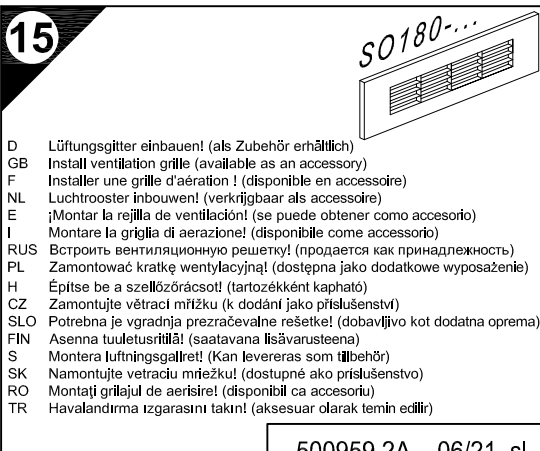 15
SO180-...
D Lüftungsgitter einbauen! (als Zubehör erhältlich)
GB Install ventilation grille (available as an accessory)
F Installer une grille d'aération ! (disponible en accessoire)
NL Luchtrooster inbouwen! (verkrijgbaar als accessoire)
E ¡Montar la rejilla de ventilación! (se puede obtener como accesorio)
I Montare la griglia di aerazione! (disponibile come accessorio)
RUS Встроить вентиляционную решетку! (продается как принадлежность)
PL Zamontować kratkę wentylacyjną! (dostępna jako dodatkowe wyposażenie)
H Építse be a szellőzőrácsot! (tartozékként kapható)
CZ Zamontujte větrací mřížku (k dodání jako příslušenství)
SLO Potrebna je vgradnja prezračevalne rešetke! (dobavljivo kot dodatna oprema)
FIN Asenna tuuletusritilä! (saatavana lisävarusteena)
S Montera luftningsgallret! (Kan levereras som tillbehör)
SK Namontujte vetraciu mriežku! (dostupné ako príslušenstvo)
RO Montaţi grilajul de aerisire! (disponibil ca accesoriu)
TR Havalandırma ızgarasını takın! (aksesuar olarak temin edilir)
500959.2A 06/21 sl